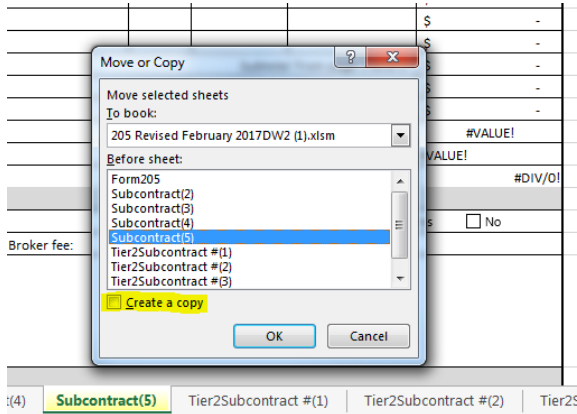 $ -
$ -
$ -
$ -
$ -
$ -
#VALUE!
#VALUE!
#DIV/0!
No
Broker fee:
Move or Copy
Move selected sheets
To book:
205 Revised February 2017DW2 (1).xlsm
Before sheet:
Form205
Subcontract(2)
Subcontract(3)
Subcontract(4)
Subcontract(5)
Tier2Subcontract #(1)
Tier2Subcontract #(2)
Tier2Subcontract #(3)
Create a copy
OK Cancel
t(4) Subcontract(5) Tier2Subcontract #(1) Tier2Subcontract #(2) Tier2S